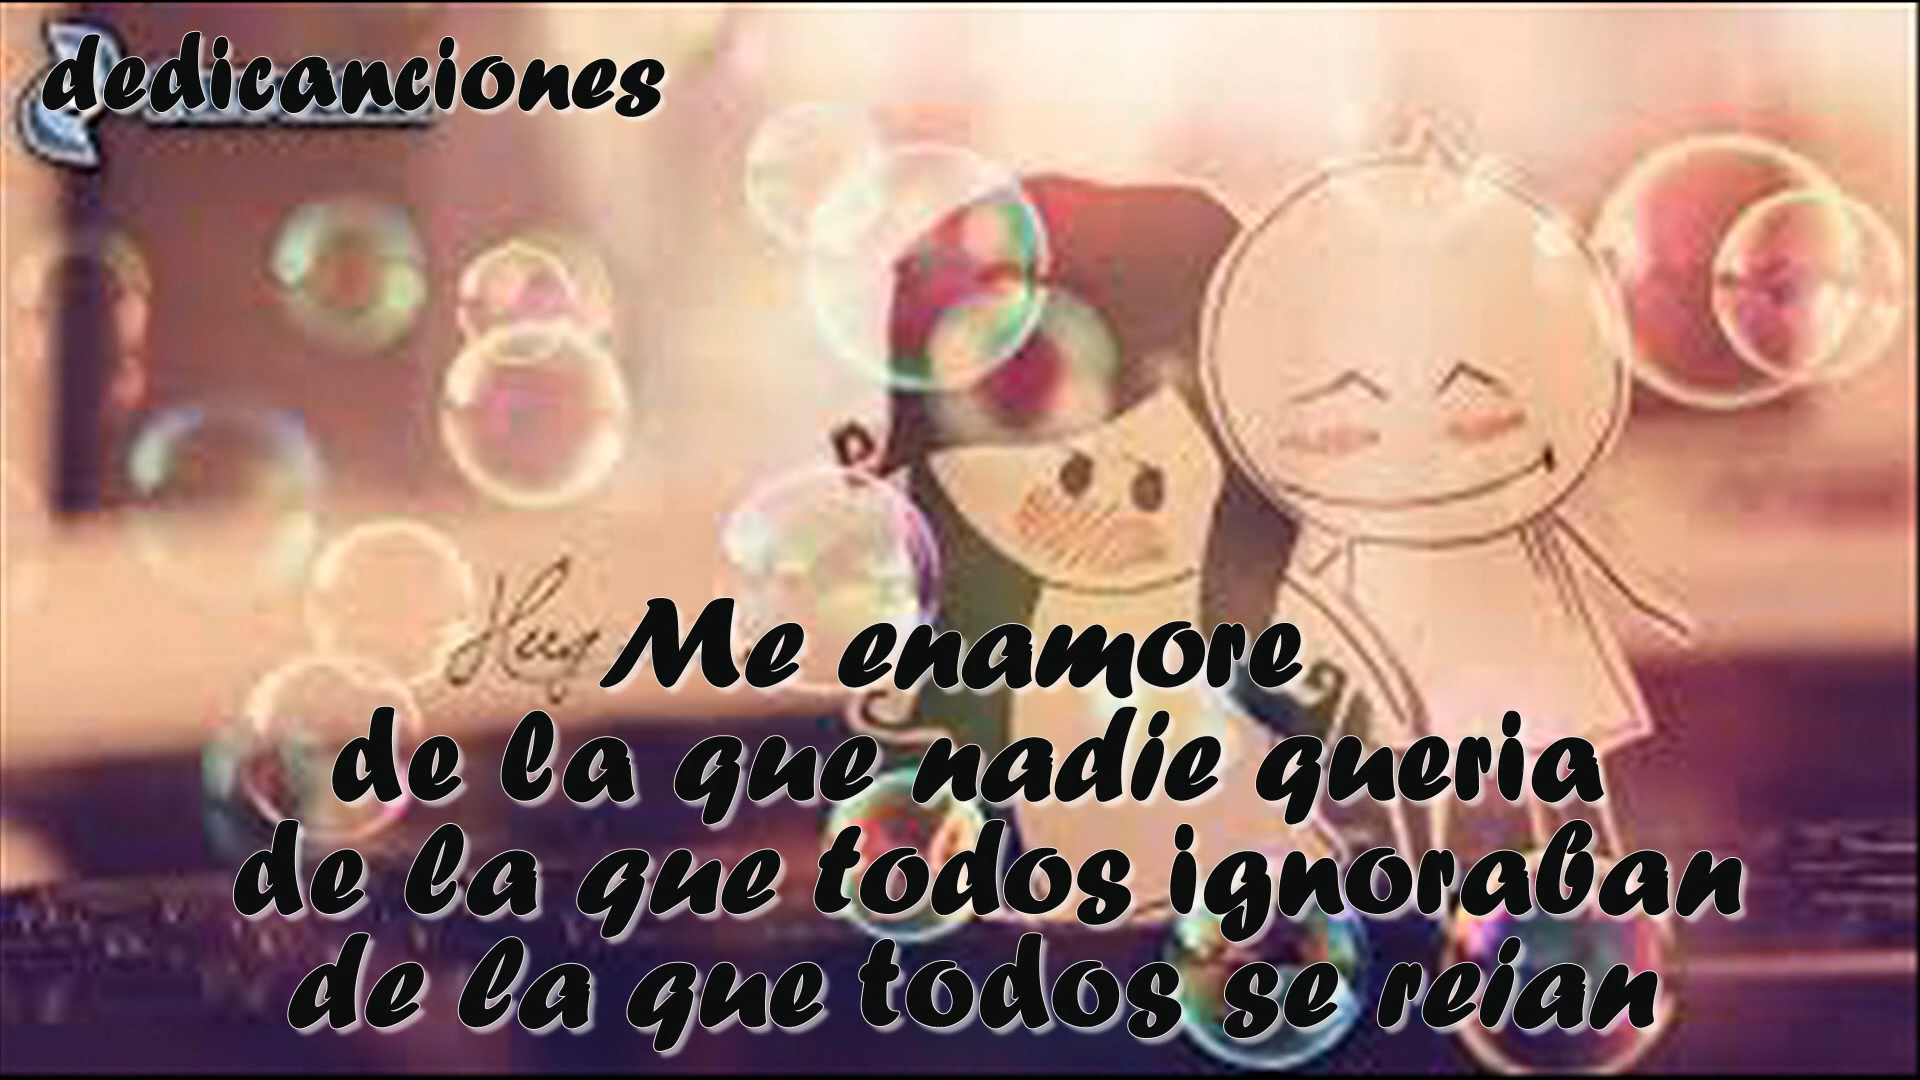 dedicanciones
Hug
Me enamore
de la que nadie queria
de la que todos ignoraban
de la que todos se reian